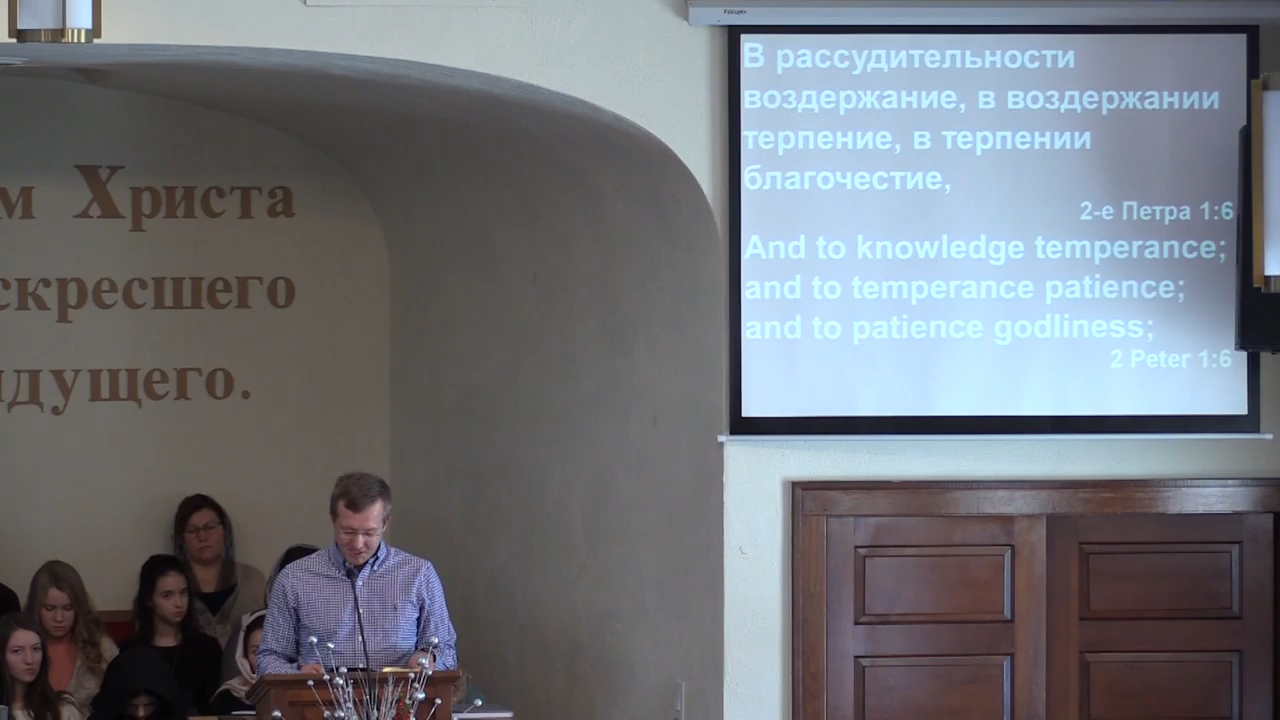 м Христа
скресшего
ядущего.
В рассудительности
воздержание, в воздержании
терпение, в терпении
благочестие,
2-е Петра 1:6
And to knowledge temperance;
and to temperance patience;
and to patience godliness;
2 Peter 1:6